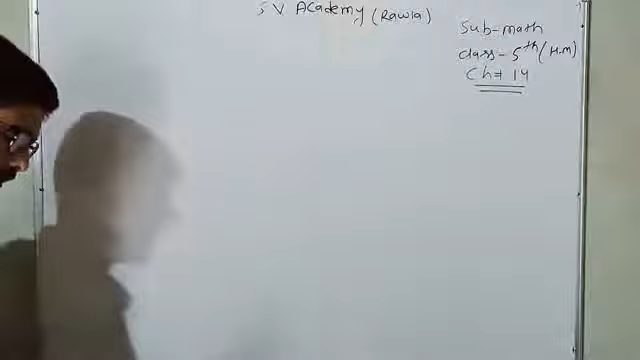 S V Academy (Rawla)
Sub-math
class - 5th (H.M)
Ch# 14